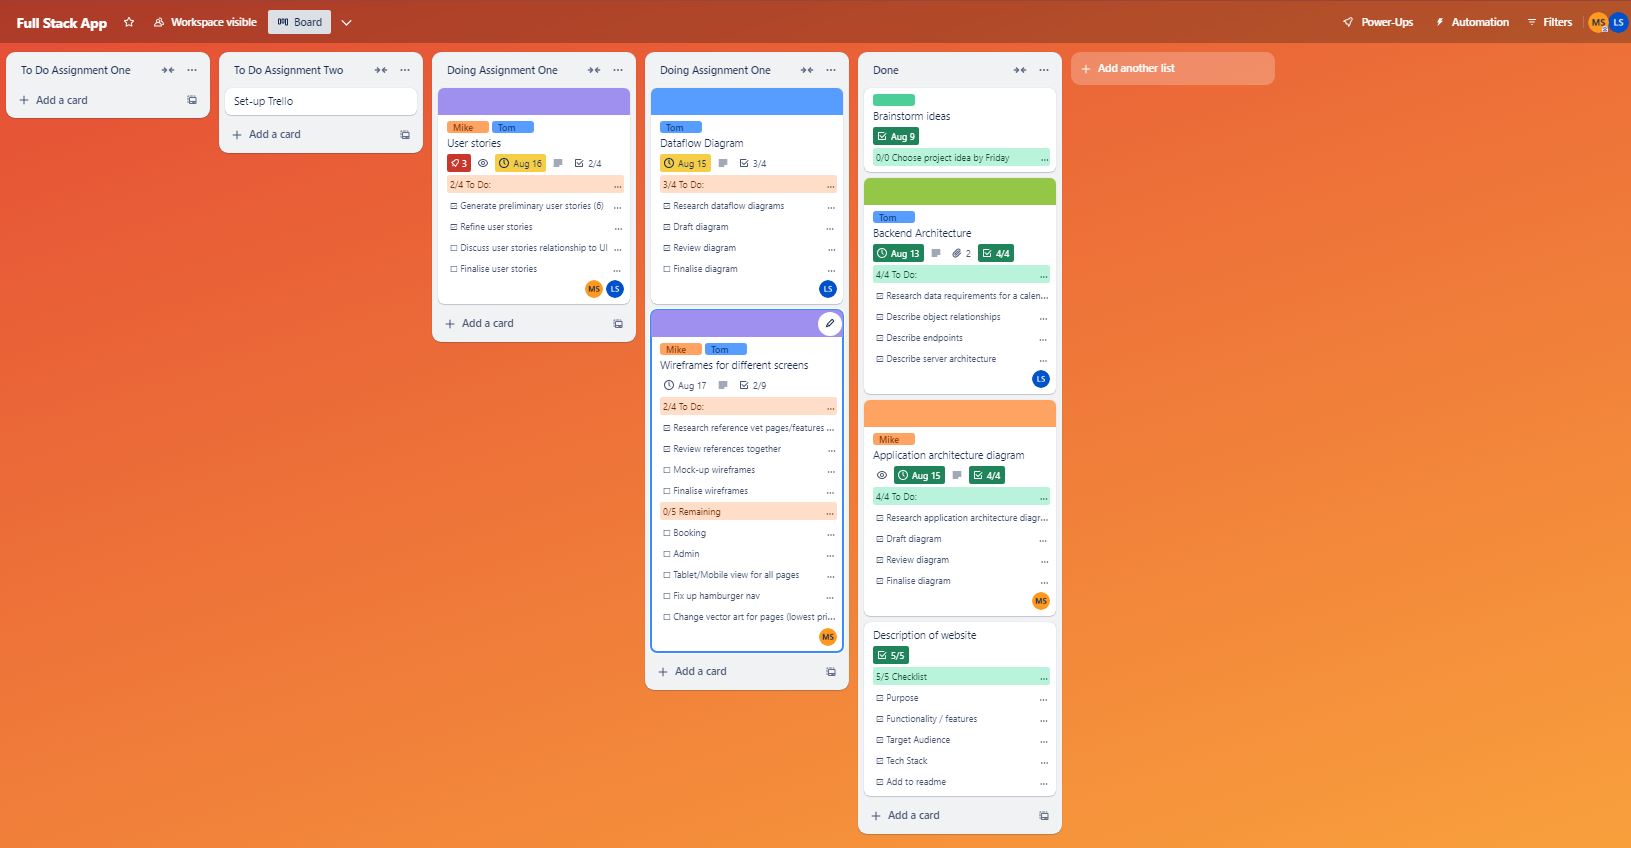 Full Stack App
Workspace visible
Board
Power-Ups
Automation
Filters
MS
LS
To Do Assignment One
Add a card
To Do Assignment Two
Set-up Trello
Add a card
Doing Assignment One
Mike Tom
User stories
3 Aug 16 2/4
2/4 To Do: ...
Generate preliminary user stories (6) ...
Refine user stories ...
Discuss user stories relationship to UI ...
Finalise user stories ...
MS LS
Add a card
Doing Assignment One
Tom
Dataflow Diagram
Aug 15 3/4
3/4 To Do: ...
Research dataflow diagrams ...
Draft diagram ...
Review diagram ...
Finalise diagram ...
LS
Mike Tom
Wireframes for different screens
Aug 17 2/9
2/4 To Do: ...
Research reference vet pages/features ...
Review references together ...
Mock-up wireframes ...
Finalise wireframes ...
0/5 Remaining ...
Booking ...
Admin ...
Tablet/Mobile view for all pages ...
Fix up hamburger nav ...
Change vector art for pages (lowest pri...
MS
Add a card
Done
Brainstorm ideas
Aug 9
0/0 Choose project idea by Friday ...
Tom
Backend Architecture
Aug 13 2 4/4
4/4 To Do: ...
Research data requirements for a calen...
Describe object relationships ...
Describe endpoints ...
Describe server architecture ...
LS
Mike
Application architecture diagram
Aug 15 4/4
4/4 To Do: ...
Research application architecture diagr...
Draft diagram ...
Review diagram ...
Finalise diagram ...
MS
Description of website
5/5
5/5 Checklist ...
Purpose ...
Functionality / features ...
Target Audience ...
Tech Stack ...
Add to readme ...
Add a card
Add another list